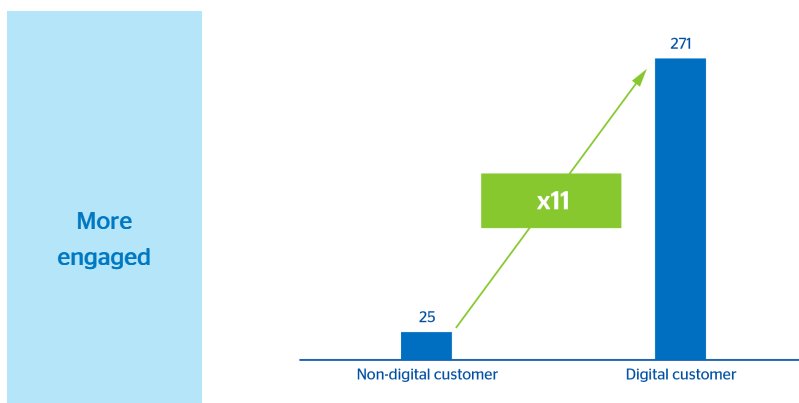 More
engaged
271
x11
25
Non-digital customer
Digital customer